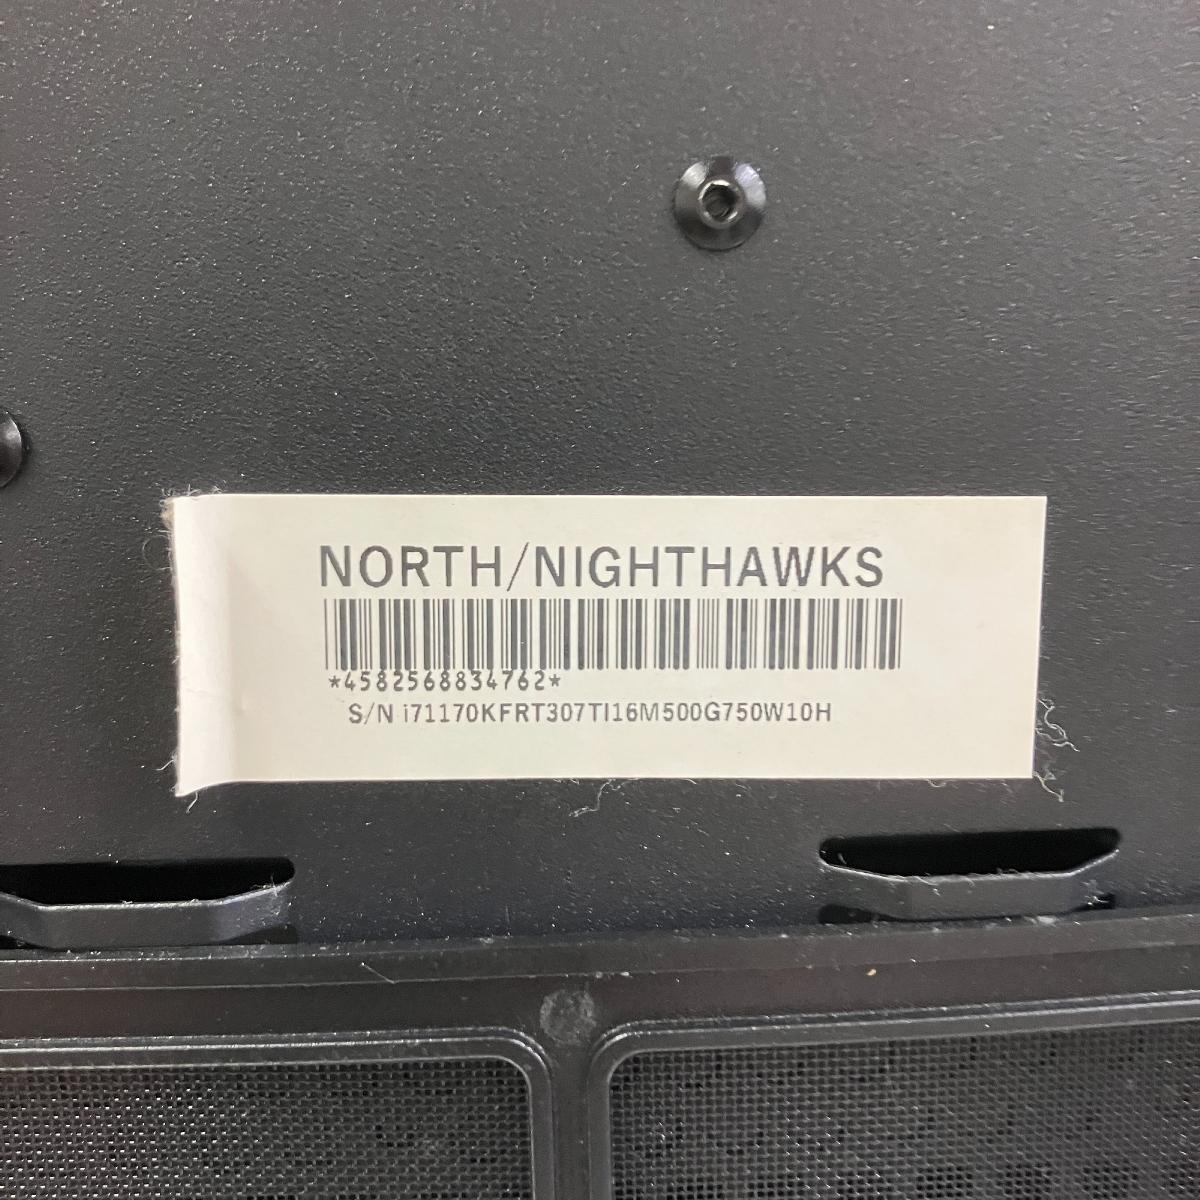 NORTH/NIGHTHAWKS
*4582568834762*
S/N i71170KFRT307TI16M500G750W10H